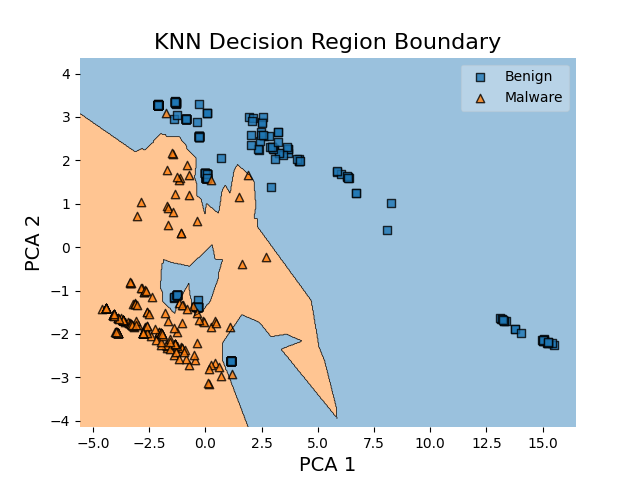 KNN Decision Region Boundary
Benign
Malware
4
3
2
1
0
−1
−2
−3
−4
PCA 2
−5.0 −2.5 0.0 2.5 5.0 7.5 10.0 12.5 15.0
PCA 1